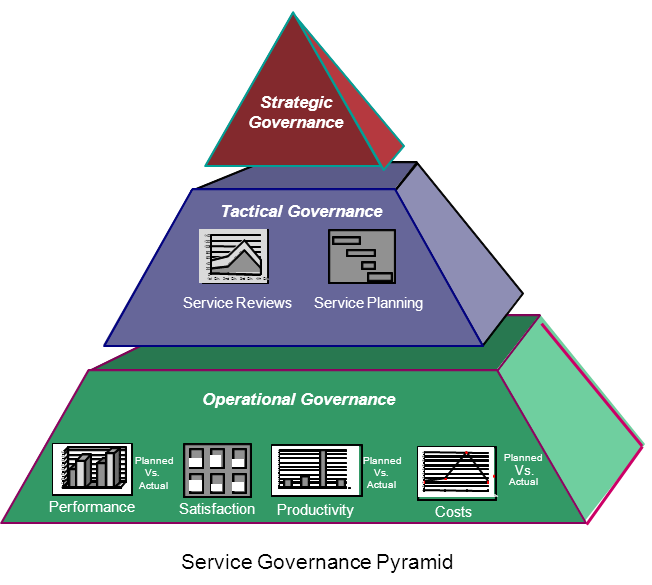 Strategic
Governance
Tactical Governance
Service Reviews
Service Planning
Operational Governance
Planned
Vs.
Actual
Performance
Satisfaction
Planned
Vs.
Actual
Productivity
Planned
Vs.
Actual
Costs
Service Governance Pyramid